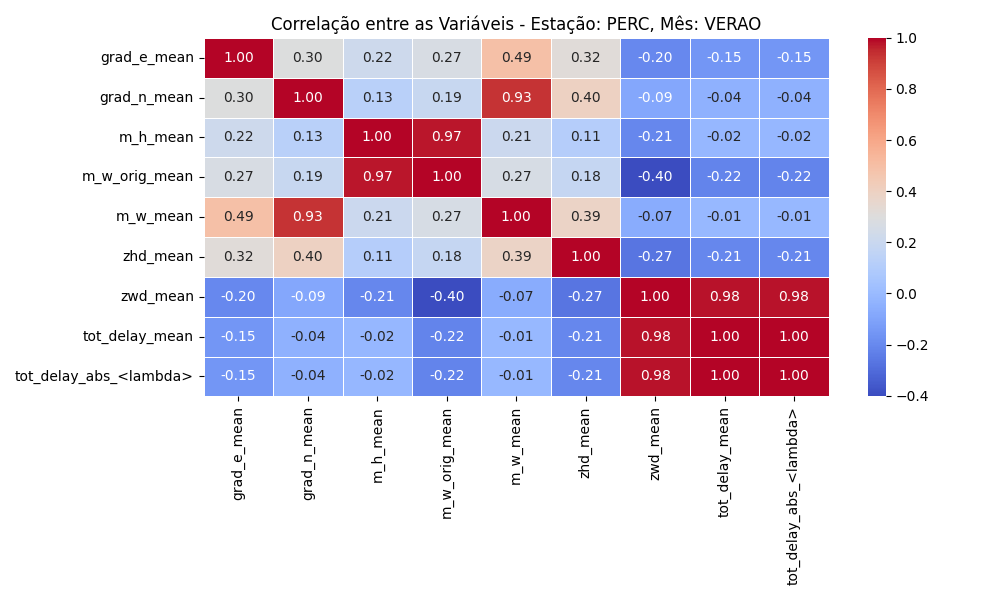 Correlação entre as Variáveis - Estação: PERC, Mês: VERAO
grad_e_mean 1.00 0.30 0.22 0.27 0.49 0.32 -0.20 -0.15 -0.15
grad_n_mean 0.30 1.00 0.13 0.19 0.93 0.40 -0.09 -0.04 -0.04
m_h_mean 0.22 0.13 1.00 0.97 0.21 0.11 -0.21 -0.02 -0.02
m_w_orig_mean 0.27 0.19 0.97 1.00 0.27 0.18 -0.40 -0.22 -0.22
m_w_mean 0.49 0.93 0.21 0.27 1.00 0.39 -0.07 -0.01 -0.01
zhd_mean 0.32 0.40 0.11 0.18 0.39 1.00 -0.27 -0.21 -0.21
zwd_mean -0.20 -0.09 -0.21 -0.40 -0.07 -0.27 1.00 0.98 0.98
tot_delay_mean -0.15 -0.04 -0.02 -0.22 -0.01 -0.21 0.98 1.00 1.00
tot_delay_abs_<lambda> -0.15 -0.04 -0.02 -0.22 -0.01 -0.21 0.98 1.00 1.00
grad_e_mean
grad_n_mean
m_h_mean
m_w_orig_mean
m_w_mean
zhd_mean
zwd_mean
tot_delay_mean
tot_delay_abs_<lambda>
1.0
0.8
0.6
0.4
0.2
0.0
−0.2
−0.4